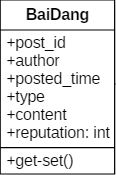 BaiDang
+post_id
+author
+posted_time
+type
+content
+reputation: int
+get-set()